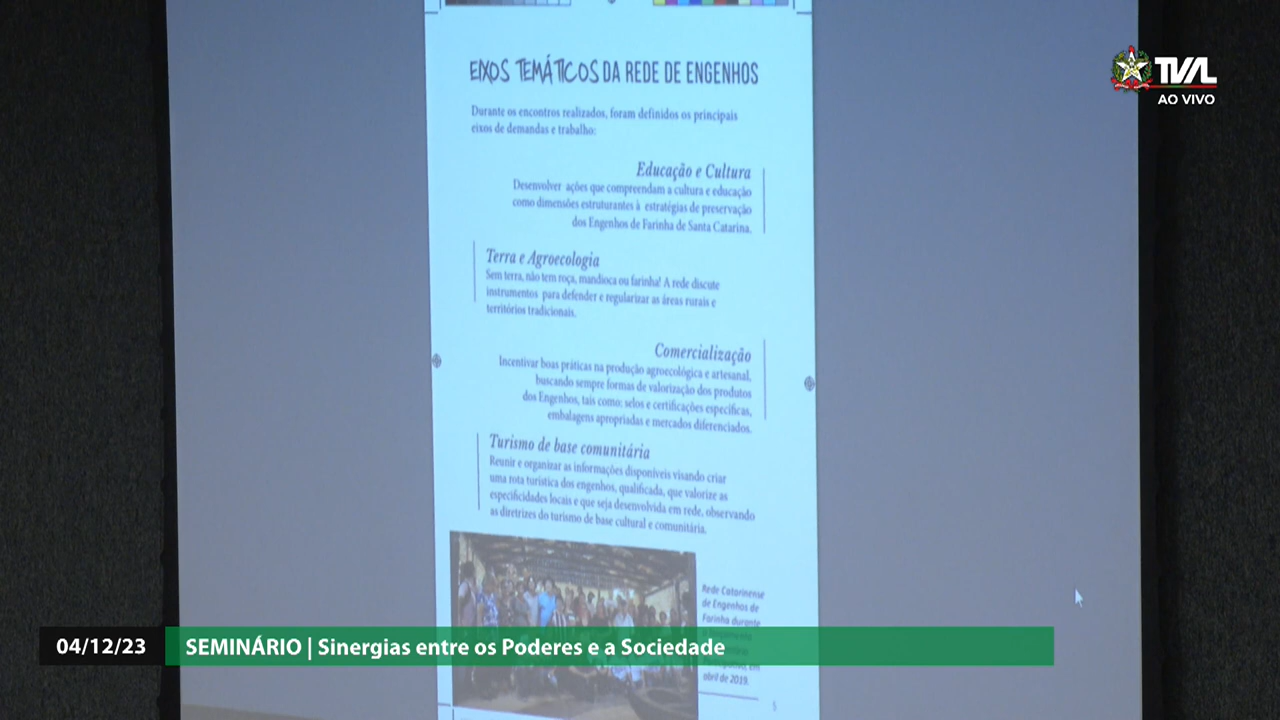 EIXOS TEMÁTICOS DA REDE DE ENGENHOS
Durante os encontros realizados, foram definidos os principais
eixos de demandas e trabalho:
Educação e Cultura
Desenvolver ações que compreendam a cultura e educação
como dimensões estruturantes à estratégias de preservação
dos Engenhos de Farinha de Santa Catarina.
Terra e Agroecologia
Sem terra, não tem roça, mandioca ou farinha! A rede discute
instrumentos para defender e regularizar as áreas rurais e
territórios tradicionais.
Comercialização
Incentivar boas práticas na produção agroecológica e artesanal,
buscando sempre formas de valorização dos produtos
dos Engenhos, tais como: selos e certificações específicas,
embalagens apropriadas e mercados diferenciados.
Turismo de base comunitária
Reunir e organizar as informações disponíveis visando criar
uma rota turística dos engenhos, qualificada, que valorize as
especificidades locais e que seja desenvolvida em rede, observando
as diretrizes do turismo de base cultural e comunitária.
Rede Catarinense
de Engenhos de
Farinha durante
em
abril de 2019.
5
TVAL
AO VIVO
04/12/23
SEMINÁRIO | Sinergias entre os Poderes e a Sociedade